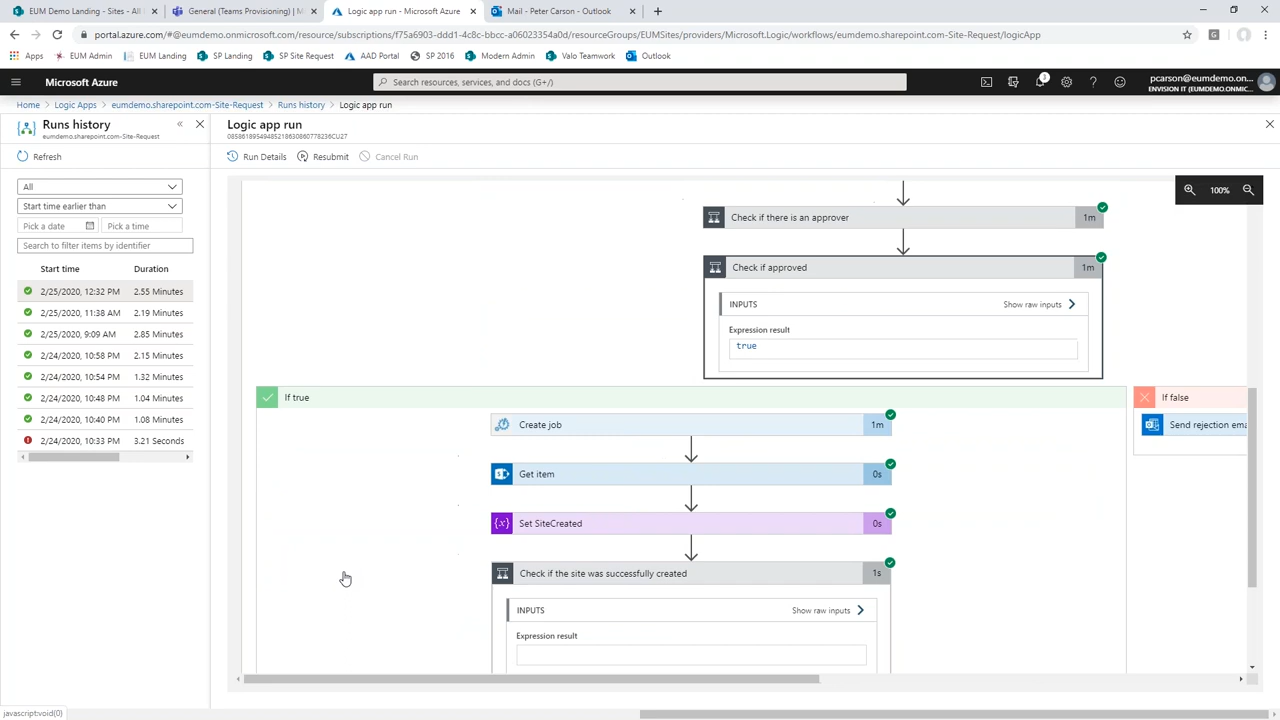 EUM Demo Landing - Sites - All
General (Teams Provisioning) | M
Logic app run - Microsoft Azure
Mail - Peter Carson - Outlook
portal.azure.com/#@eumdemo.onmicrosoft.com/resource/subscriptions/f75a6903-ddd1-4c8c-bbcc-a06023354a0d/resourceGroups/EUMSites/providers/Microsoft.Logic/workflows/eumdemo.sharepoint.com-Site-Request/logicApp
Apps
EUM Admin
EUM Landing
SP Landing
SP Site Request
AAD Portal
SP 2016
Modern Admin
Valo Teamwork
Outlook
Microsoft Azure
Search resources, services, and docs (G+/)
1
pcarson@eumdemo.on...
ENVISION IT (EUMDEMO.ONMIC...
Home
Logic Apps
eumdemo.sharepoint.com-Site-Request
Runs history
Logic app run
Runs history
eumdemo.sharepoint.com-Site-Request
Logic app run
Refresh
Run Details
Resubmit
Cancel Run
All
Start time earlier than
Pick a date
Pick a time
Search to filter items by identifier
Start time Duration
2/25/2020, 12:32 PM 2.55 Minutes
2/25/2020, 11:38 AM 2.19 Minutes
2/25/2020, 9:09 AM 2.85 Minutes
2/24/2020, 10:58 PM 2.15 Minutes
2/24/2020, 10:54 PM 1.32 Minutes
2/24/2020, 10:48 PM 1.04 Minutes
2/24/2020, 10:40 PM 1.08 Minutes
2/24/2020, 10:33 PM 3.21 Seconds
100%
Check if there is an approver 1m
Check if approved 1m
INPUTS Show raw inputs
Expression result
true
If true
If false
Create job 1m
Send rejection ema
Get item 0s
Set SiteCreated 0s
Check if the site was successfully created 1s
INPUTS Show raw inputs
Expression result
javascript:void(0)